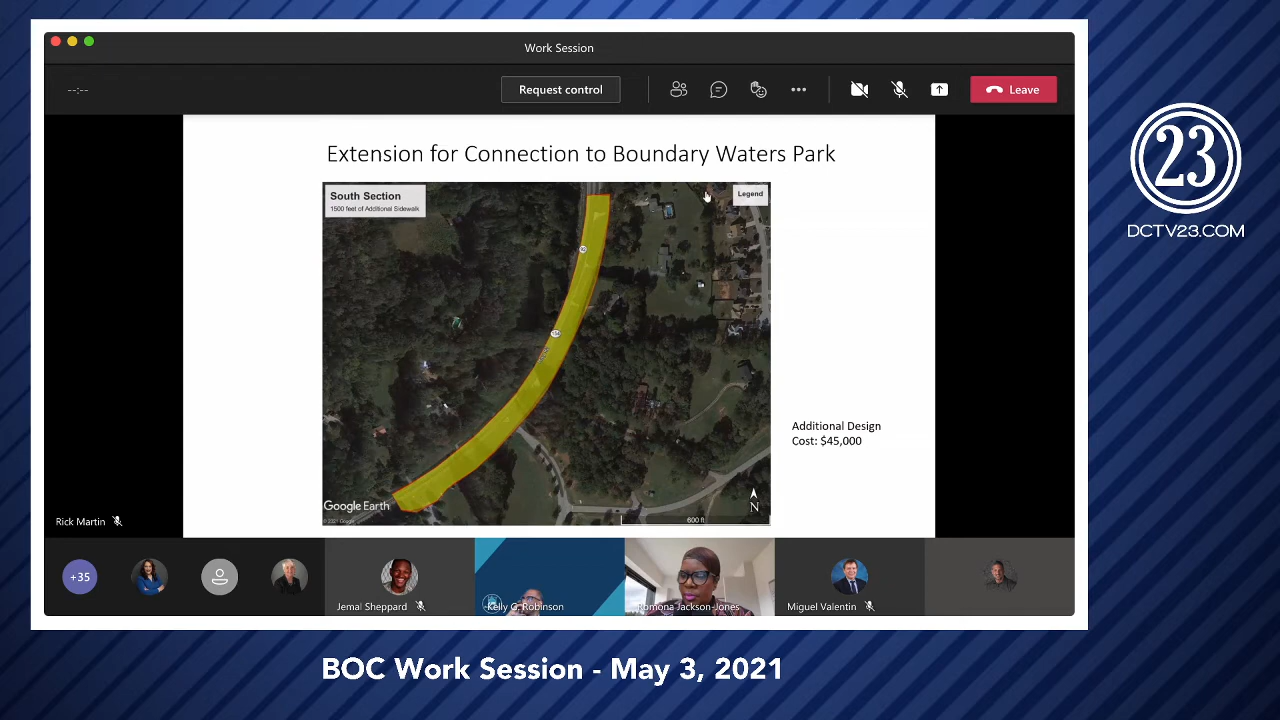 Work Session
--:--
Request control
Leave
23
DCTV23.COM
Extension for Connection to Boundary Waters Park
South Section
1500 feet of Additional Sidewalk
Legend
Additional Design
Cost: $45,000
Google Earth
© 2021 Google
N
600 ft
Rick Martin
+35
Jemal Sheppard
Kelly G. Robinson
Romona Jackson-Jones
Miguel Valentin
BOC Work Session - May 3, 2021